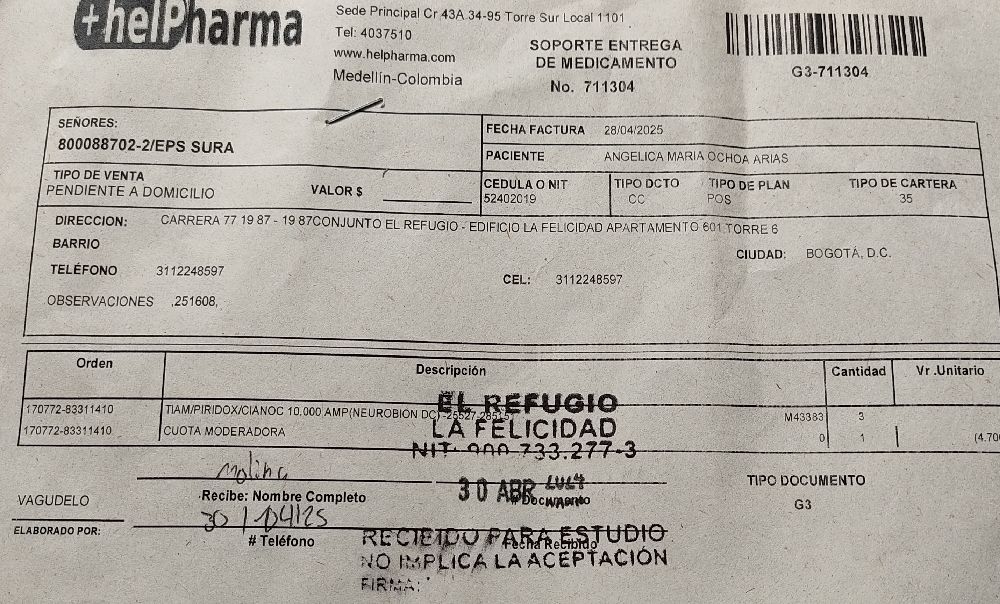 +helPharma
Sede Principal Cr 43A.34-95 Torre Sur Local 1101
Tel: 4037510
www.helpharma.com
Medellín-Colombia
SOPORTE ENTREGA
DE MEDICAMENTO
No. 711304
G3-711304
SEÑORES:
800088702-2/EPS SURA
FECHA FACTURA 28/04/2025
PACIENTE ANGELICA MARIA OCHOA ARIAS
TIPO DE VENTA
PENDIENTE A DOMICILIO
VALOR $
CEDULA O NIT
52402019
TIPO DCTO
CC
TIPO DE PLAN
POS
TIPO DE CARTERA
35
DIRECCION: CARRERA 77 19 87 - 19 87CONJUNTO EL REFUGIO - EDIFICIO LA FELICIDAD APARTAMENTO 601 TORRE 6
BARRIO
CIUDAD: BOGOTÁ, D.C.
TELÉFONO 3112248597
CEL: 3112248597
OBSERVACIONES ,251608,
Orden Descripción Cantidad Vr .Unitario
170772-83311410 TIAM/PIRIDOX/CIANOC 10.000 AMP(NEUROBIÓN DC) M43383 3
170772-83311410 CUOTA MODERADORA 0 1 (4.700
EL REFUGIO
LA FELICIDAD
NIT: 900.733.277-3
30 ABR
Molina
Recibe: Nombre Completo
# Documento
TIPO DOCUMENTO
G3
VAGUDELO
30/04/25
ELABORADO POR:
# Teléfono
Fecha Recibido
RECIBIDO PARA ESTUDIO
NO IMPLICA LA ACEPTACIÓN
FIRMA: